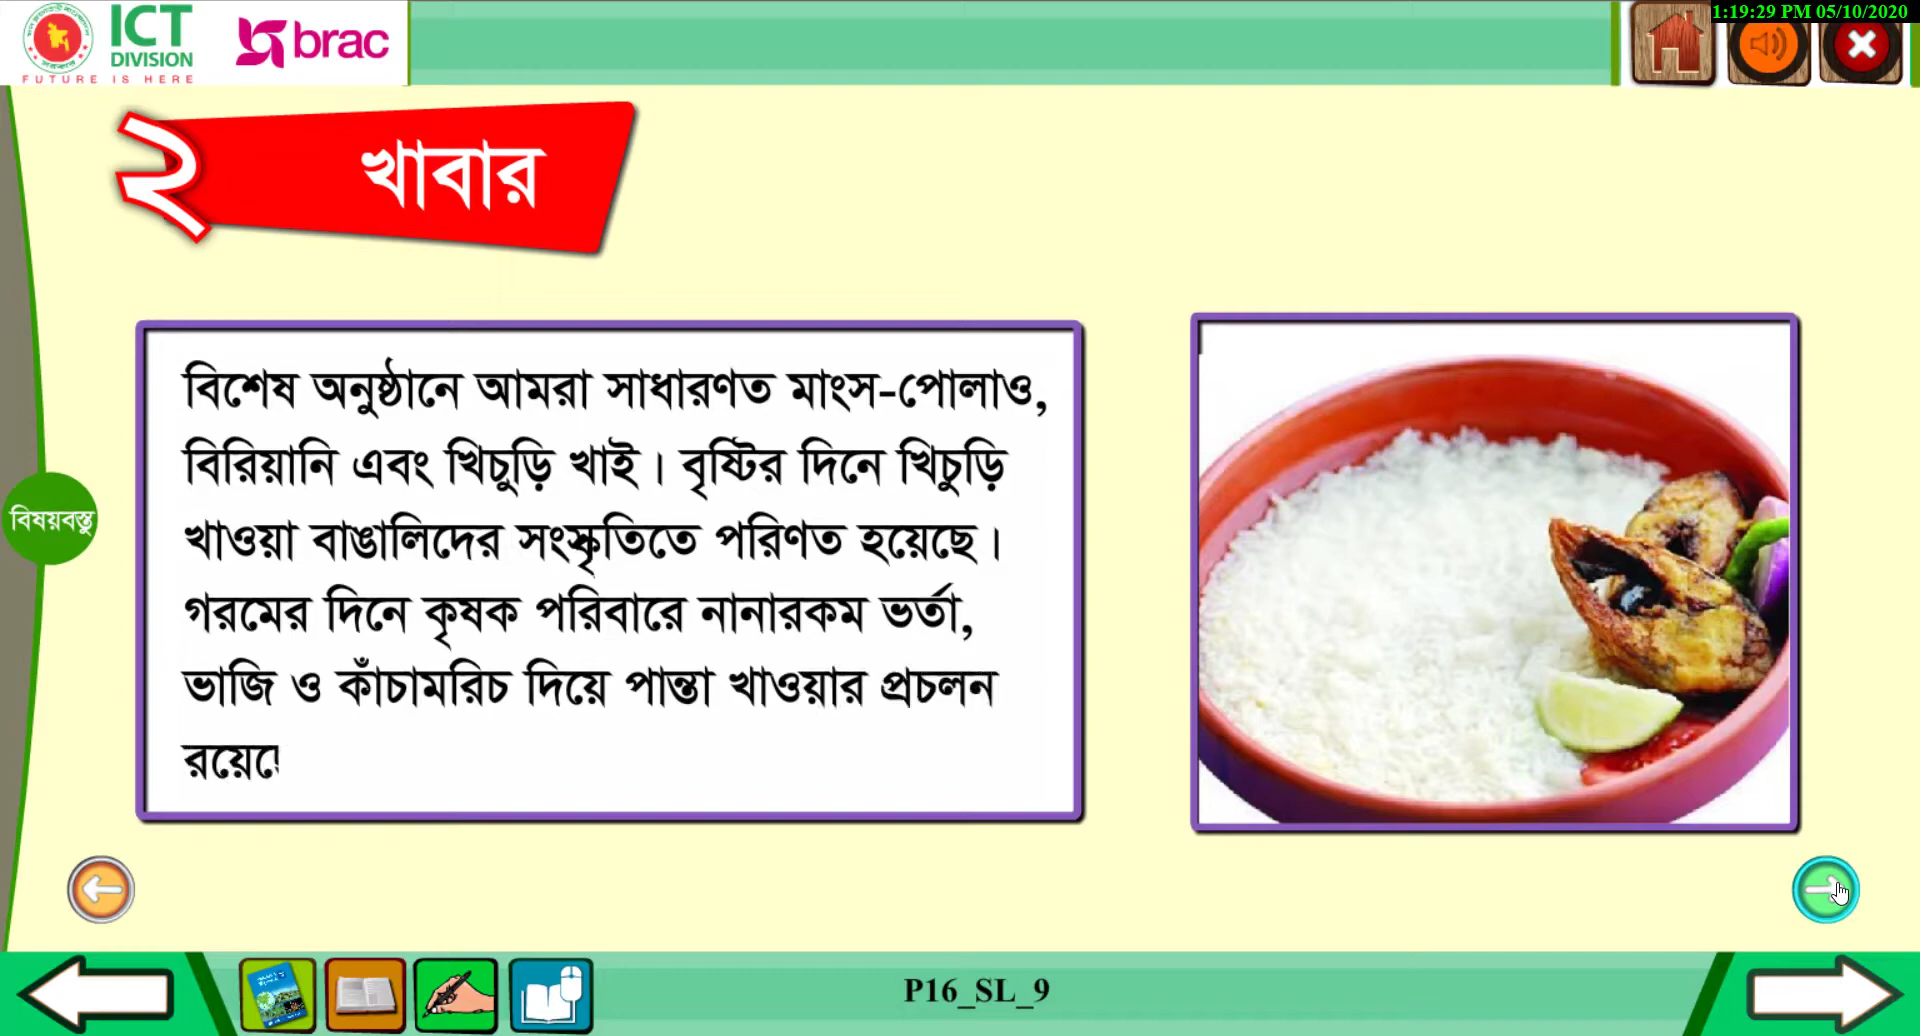 ICT
DIVISION
FUTURE IS HERE
brac
1:19:29 PM 05/10/2020
২ খাবার
বিশেষ অনুষ্ঠানে আমরা সাধারণত মাংস-পোলাও,
বিরিয়ানি এবং খিচুড়ি খাই। বৃষ্টির দিনে খিচুড়ি
খাওয়া বাঙালিদের সংস্কৃতিতে পরিণত হয়েছে।
গরমের দিনে কৃষক পরিবারে নানারকম ভর্তা,
ভাজি ও কাঁচামরিচ দিয়ে পান্তা খাওয়ার প্রচলন
বিষয়বস্তু
P16_SL_9